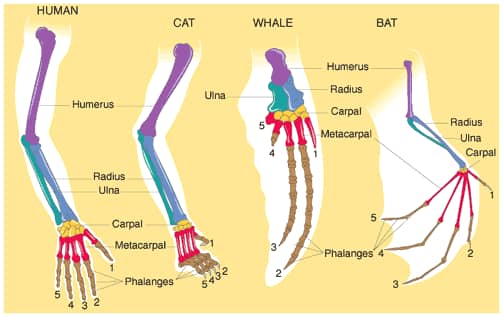 HUMAN
CAT
WHALE
BAT
Humerus
Humerus
Ulna
Radius
Radius
Ulna
Carpal
5
4
1
Metacarpal
Radius
Ulna
Carpal
1
Carpal
Metacarpal
1
1
3
2
5
4
3
2
Phalanges
5
4
3
2
5
4
3
2
Phalanges